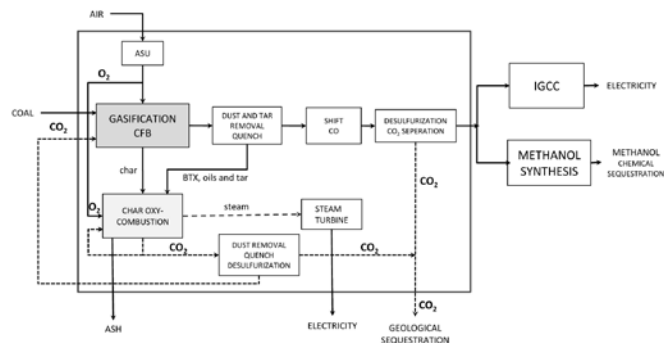 AIR
ASU
O2
COAL
CO2
GASIFICATION
CFB
DUST AND TAR
REMOVAL
QUENCH
SHIFT
CO
DESULFURIZATION
CO2 SEPERATION
IGCC
ELECTRICITY
METHANOL
SYNTHESIS
METHANOL
CHEMICAL
SEQUESTRATION
char
BTX, oils and tar
CO2
O2
CHAR OXY-
COMBUSTION
steam
STEAM
TURBINE
CO2
DUST REMOVAL
QUENCH
DESULFURIZATION
CO2
CO2
ASH
ELECTRICITY
GEOLOGICAL
SEQUESTRATION